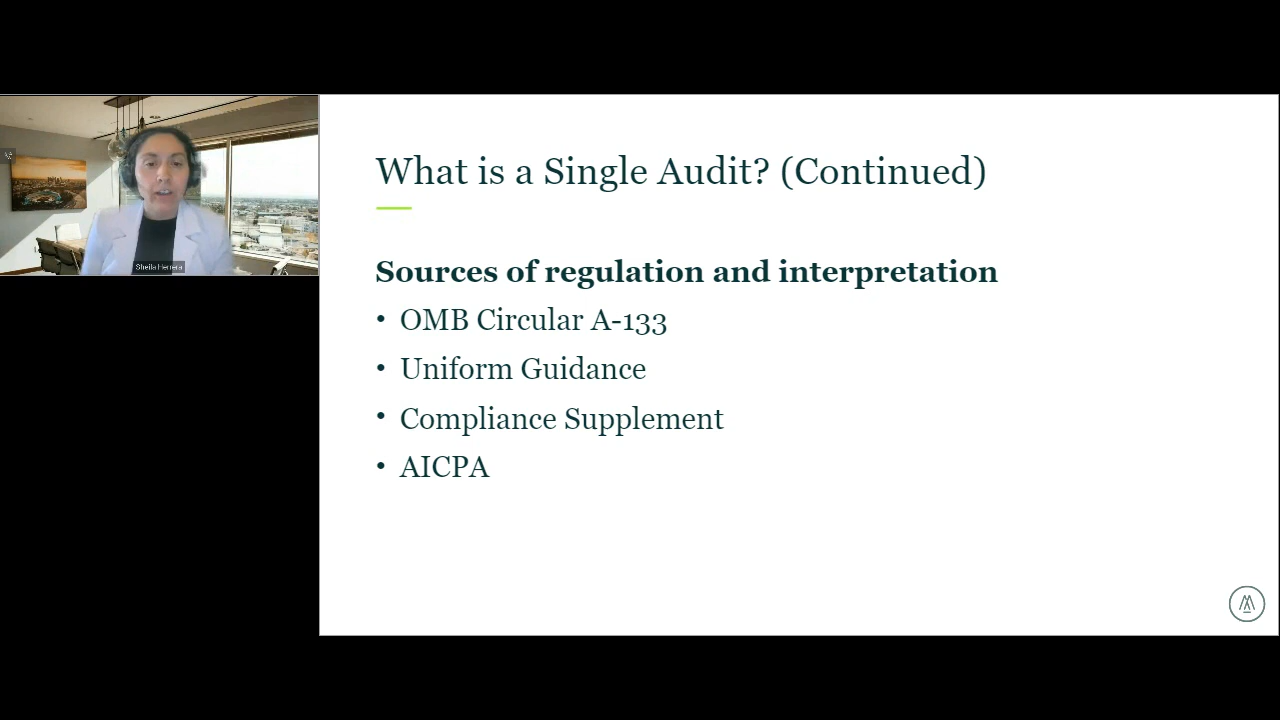 Sheila Herrera
What is a Single Audit? (Continued)
Sources of regulation and interpretation
• OMB Circular A-133
• Uniform Guidance
• Compliance Supplement
• AICPA